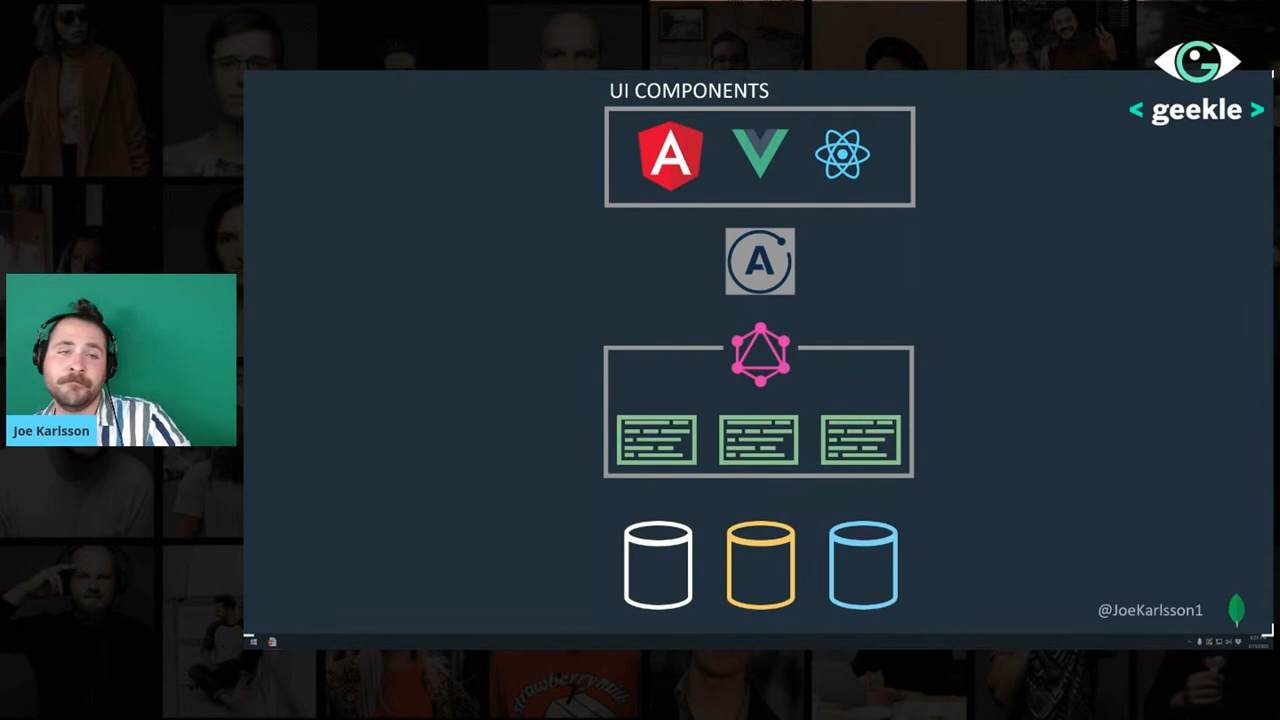 UI COMPONENTS
< geekle >
A
A
Joe Karlsson
@JoeKarlsson1